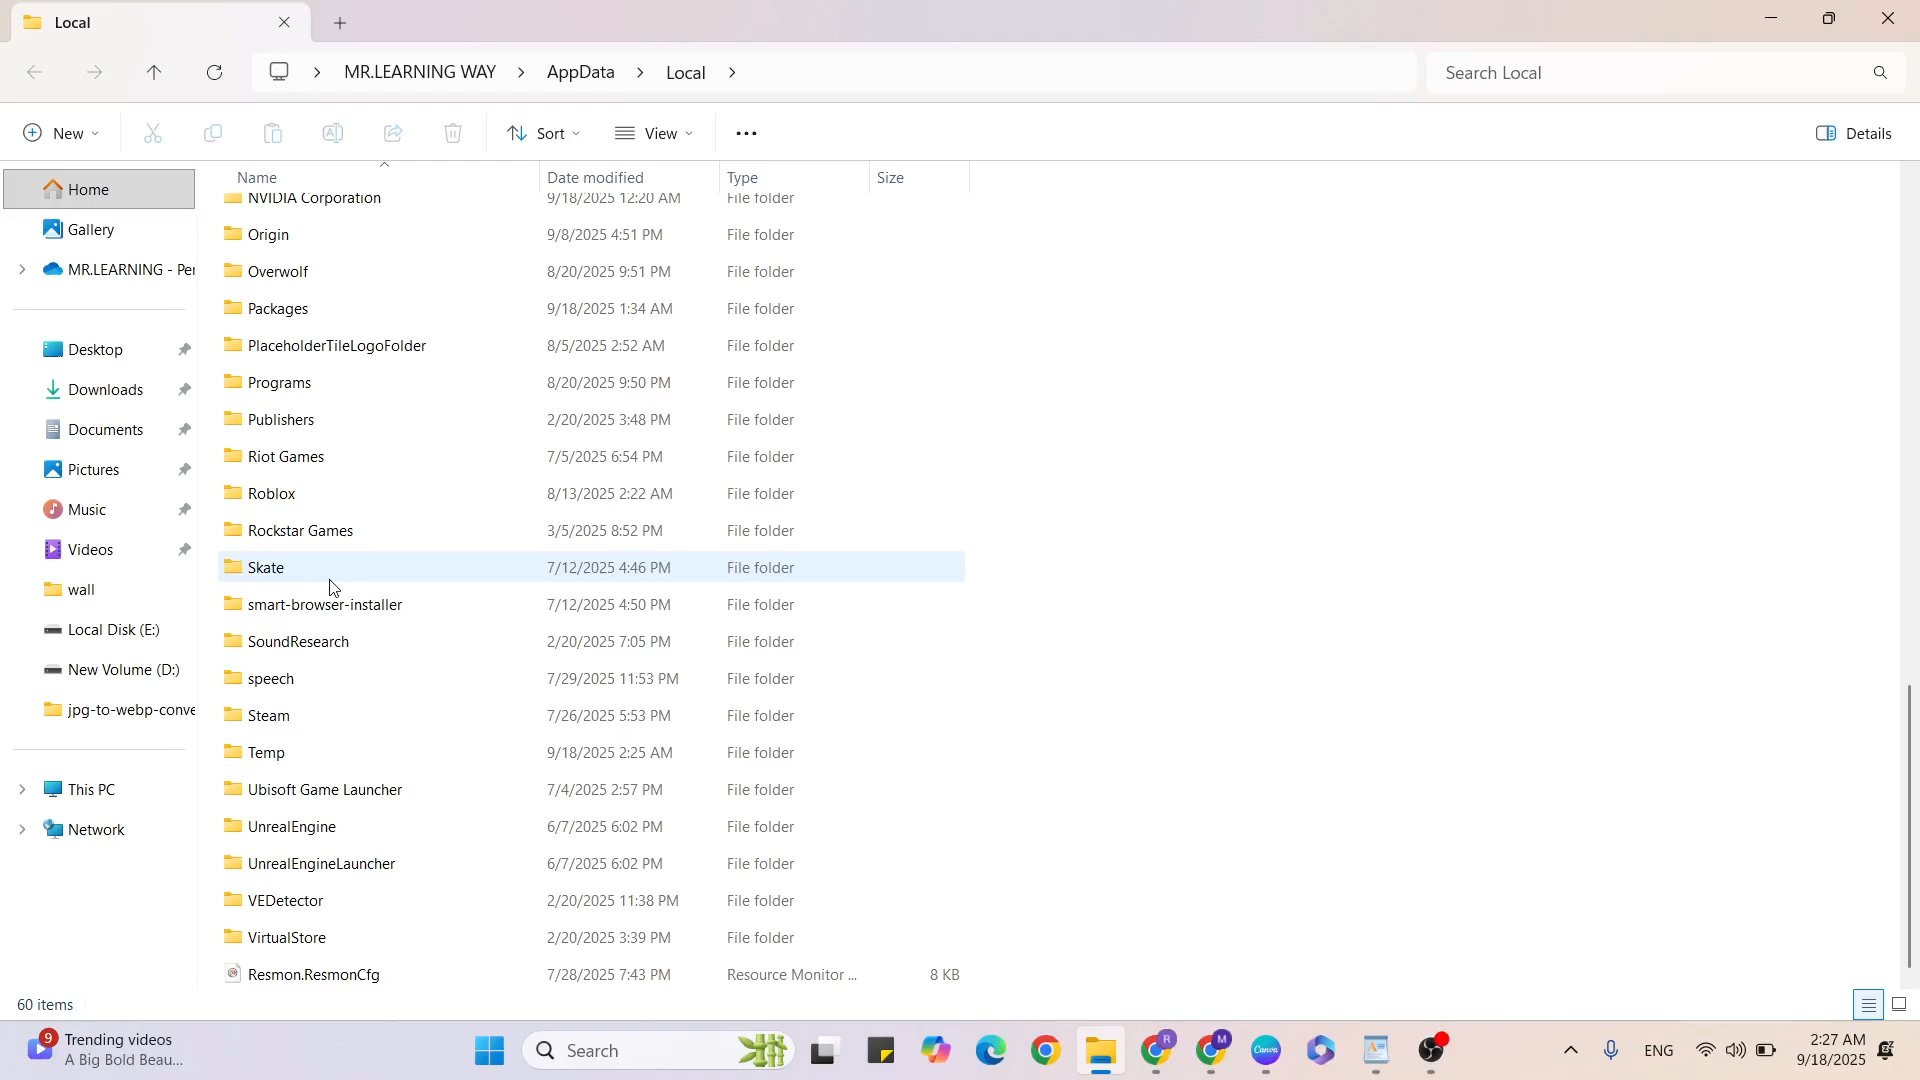 Local
MR.LEARNING WAY > AppData > Local >
Search Local
New
Sort
View
Details
Name Date modified Type Size
Home
Gallery
MR.LEARNING - Per
Desktop
Downloads
Documents
Pictures
Music
Videos
wall
Local Disk (E:)
New Volume (D:)
jpg-to-webp-conve
This PC
Network
NVIDIA Corporation 9/18/2025 12:20 AM File folder
Origin 9/8/2025 4:51 PM File folder
Overwolf 8/20/2025 9:51 PM File folder
Packages 9/18/2025 1:34 AM File folder
PlaceholderTileLogoFolder 8/5/2025 2:52 AM File folder
Programs 8/20/2025 9:50 PM File folder
Publishers 2/20/2025 3:48 PM File folder
Riot Games 7/5/2025 6:54 PM File folder
Roblox 8/13/2025 2:22 AM File folder
Rockstar Games 3/5/2025 8:52 PM File folder
Skate 7/12/2025 4:46 PM File folder
smart-browser-installer 7/12/2025 4:50 PM File folder
SoundResearch 2/20/2025 7:05 PM File folder
speech 7/29/2025 11:53 PM File folder
Steam 7/26/2025 5:53 PM File folder
Temp 9/18/2025 2:25 AM File folder
Ubisoft Game Launcher 7/4/2025 2:57 PM File folder
UnrealEngine 6/7/2025 6:02 PM File folder
UnrealEngineLauncher 6/7/2025 6:02 PM File folder
VEDetector 2/20/2025 11:38 PM File folder
VirtualStore 2/20/2025 3:39 PM File folder
Resmon.ResmonCfg 7/28/2025 7:43 PM Resource Monitor ... 8 KB
60 items
9
Trending videos
A Big Bold Beau...
Search
R
M
Canva
ENG
2:27 AM
9/18/2025